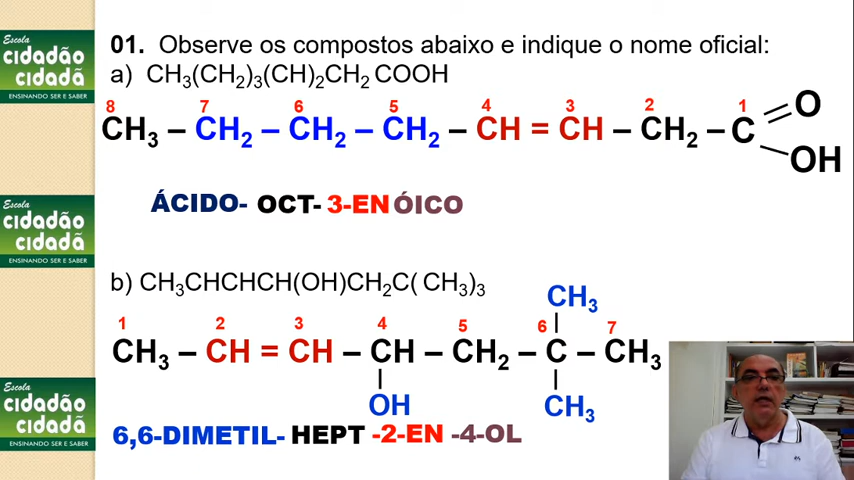 Escola
cidadão
cidadã
ENSINANDO SER E SABER
01. Observe os compostos abaixo e indique o nome oficial:
a) CH₃(CH₂)₃(CH)₂CH₂COOH
8 7 6 5 4 3 2 1
CH₃ – CH₂ – CH₂ – CH₂ – CH = CH – CH₂ – C
O
OH
ÁCIDO- OCT- 3-EN ÓICO
Escola
cidadão
cidadã
ENSINANDO SER E SABER
b) CH₃CHCHCH(OH)CH₂C( CH₃)₃
CH₃
1 2 3 4 5 6 7
CH₃ – CH = CH – CH – CH₂ – C – CH₃
OH CH₃
6,6-DIMETIL- HEPT -2-EN -4-OL
Escola
cidadão
cidadã
ENSINANDO SER E SABER